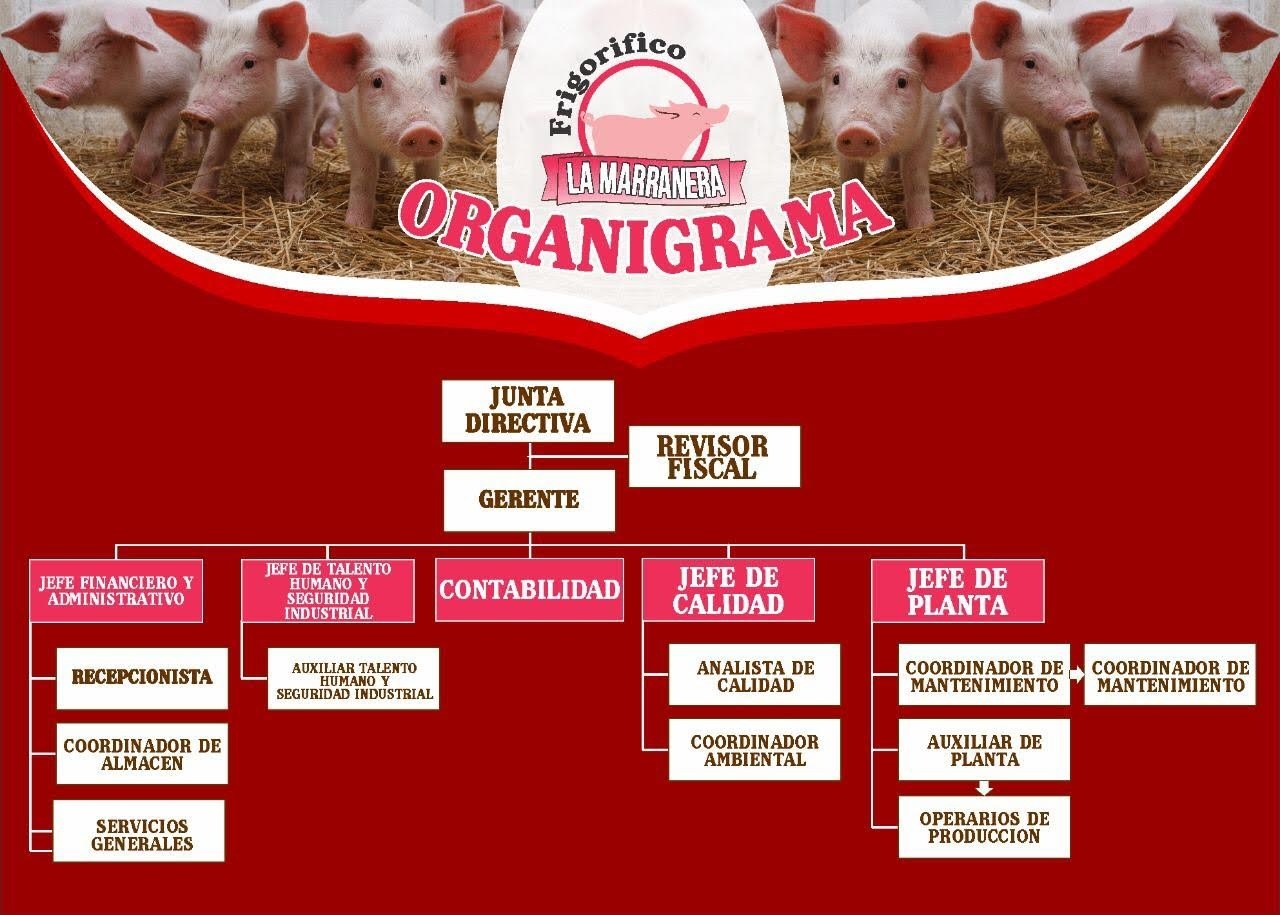 Frigorifico
LA MARRANERA
ORGANIGRAMA
JUNTA
DIRECTIVA
REVISOR
FISCAL
GERENTE
JEFE FINANCIERO Y
ADMINISTRATIVO
JEFE DE TALENTO
HUMANO Y
SEGURIDAD
INDUSTRIAL
CONTABILIDAD
JEFE DE
CALIDAD
JEFE DE
PLANTA
RECEPCIONISTA
AUXILIAR TALENTO
HUMANO Y
SEGURIDAD INDUSTRIAL
ANALISTA DE
CALIDAD
COORDINADOR DE
MANTENIMIENTO
COORDINADOR DE
MANTENIMIENTO
COORDINADOR DE
ALMACEN
COORDINADOR
AMBIENTAL
AUXILIAR DE
PLANTA
SERVICIOS
GENERALES
OPERARIOS DE
PRODUCCION